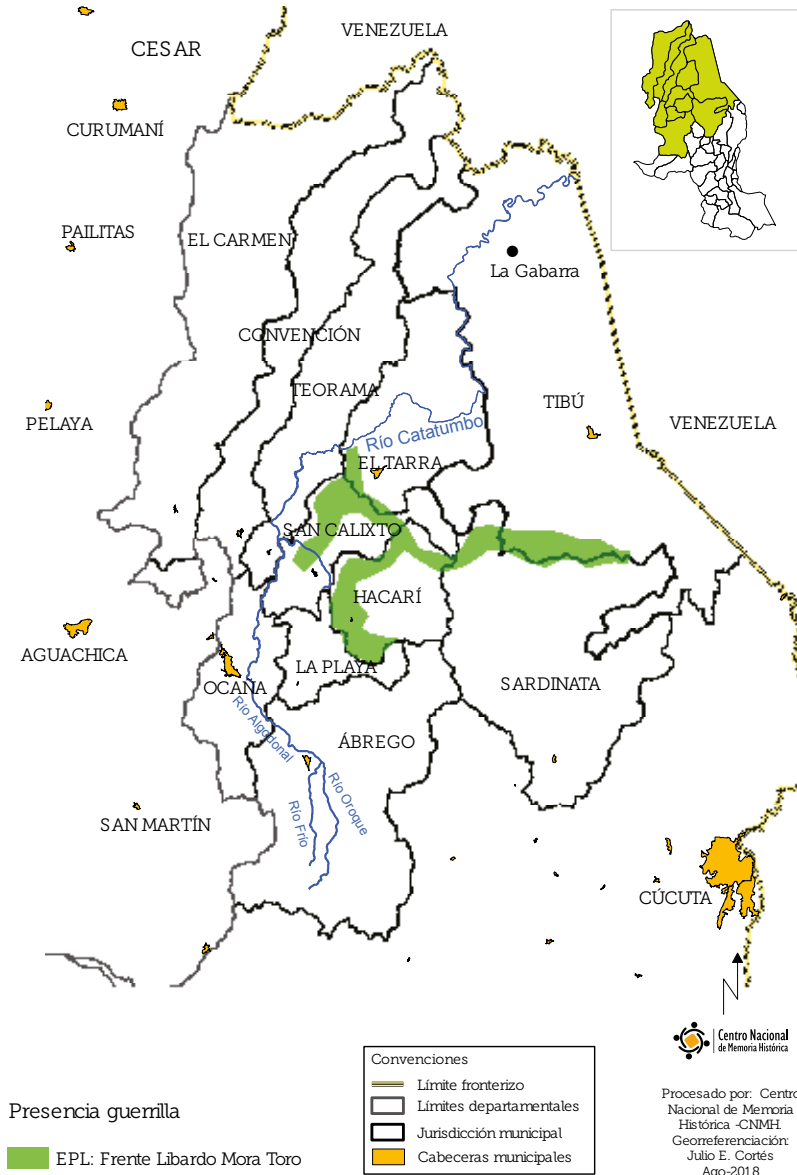 VENEZUELA
CESAR
CURUMANÍ
PAILITAS
EL CARMEN
La Gabarra
CONVENCIÓN
TEORAMA
TIBÚ
PELAYA
VENEZUELA
Río Catatumbo
EL TARRA
SAN CALIXTO
HACARÍ
AGUACHICA
LA PLAYA
OCAÑA
SARDINATA
Río Algodonal
ÁBREGO
Río Oroque
Río Frío
SAN MARTÍN
CÚCUTA
N
Centro Nacional
de Memoria Histórica
Convenciones
Límite fronterizo
Límites departamentales
Jurisdicción municipal
Cabeceras municipales
Presencia guerrilla
EPL: Frente Libardo Mora Toro
Procesado por: Centro
Nacional de Memoria
Histórica -CNMH.
Georreferenciación:
Julio E. Cortés
Ago-2018